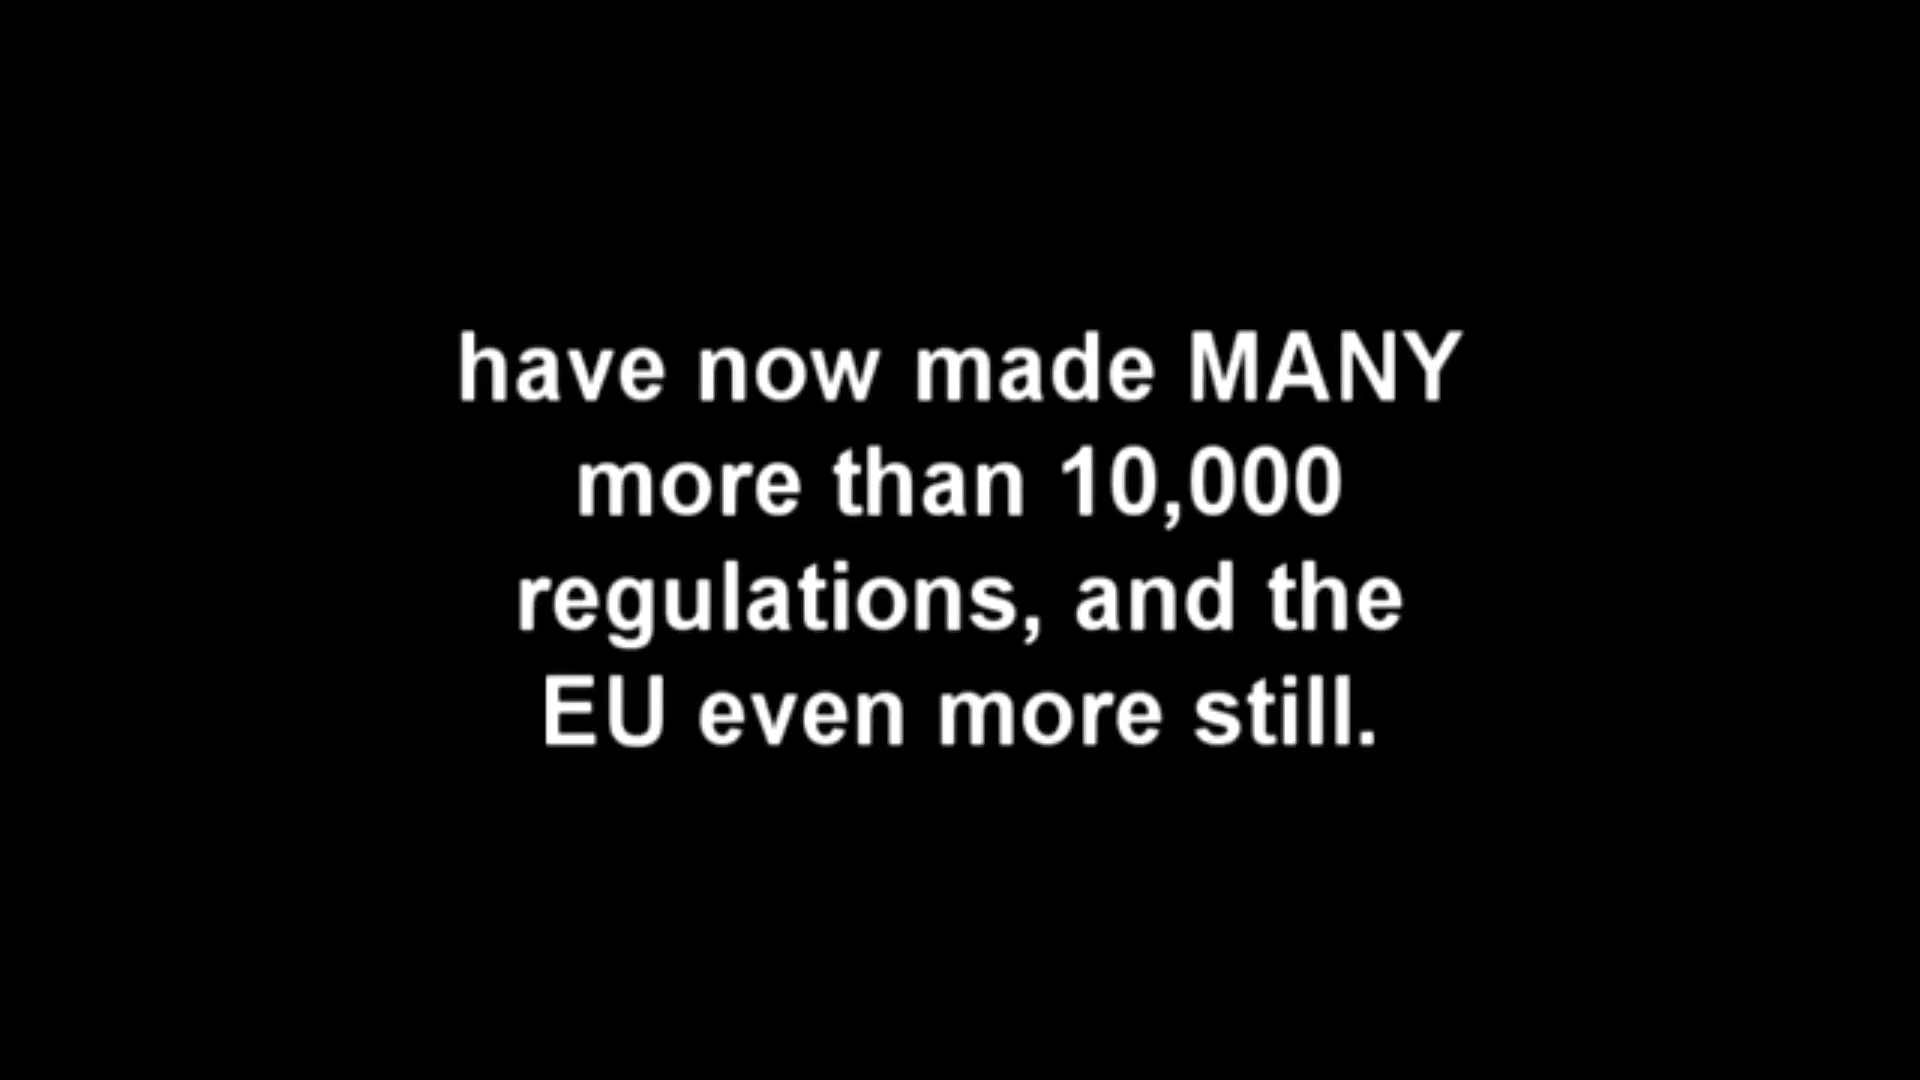 have now made MANY
more than 10,000
regulations, and the
EU even more still.